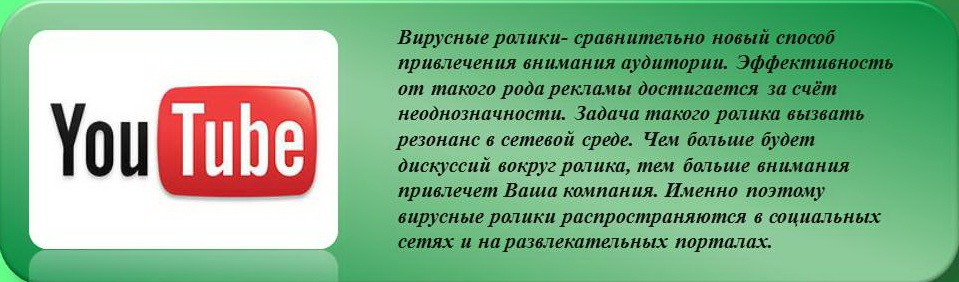 YouTube
Вирусные ролики- сравнительно новый способ
привлечения внимания аудитории. Эффективность
от такого рода рекламы достигается за счёт
неоднозначности. Задача такого ролика вызвать
резонанс в сетевой среде. Чем больше будет
дискуссий вокруг ролика, тем больше внимания
привлечет Ваша компания. Именно поэтому
вирусные ролики распространяются в социальных
сетях и на развлекательных порталах.